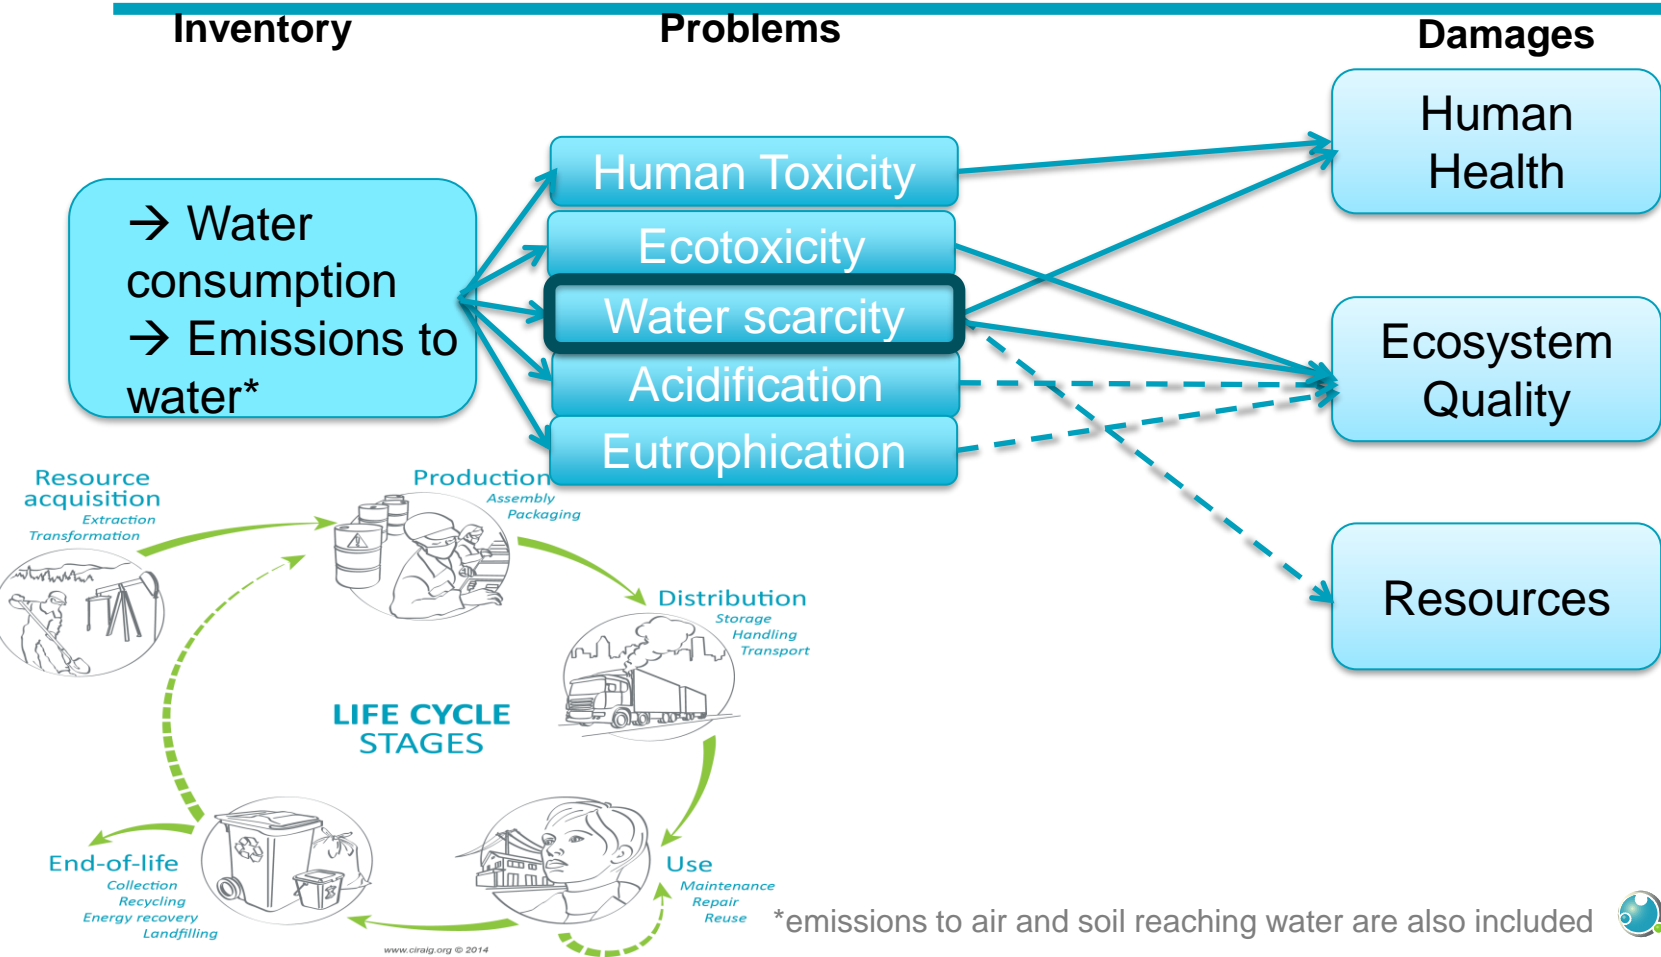 Inventory
Problems
Damages
→ Water
consumption
→ Emissions to
water*
Human Toxicity
Ecotoxicity
Water scarcity
Acidification
Eutrophication
Human
Health
Ecosystem
Quality
Resources
Resource
acquisition
Extraction
Transformation
Production
Assembly
Packaging
Distribution
Storage
Handling
Transport
LIFE CYCLE
STAGES
Use
Maintenance
Repair
Reuse
End-of-life
Collection
Recycling
Energy recovery
Landfilling
www.ciraig.org © 2014
*emissions to air and soil reaching water are also included